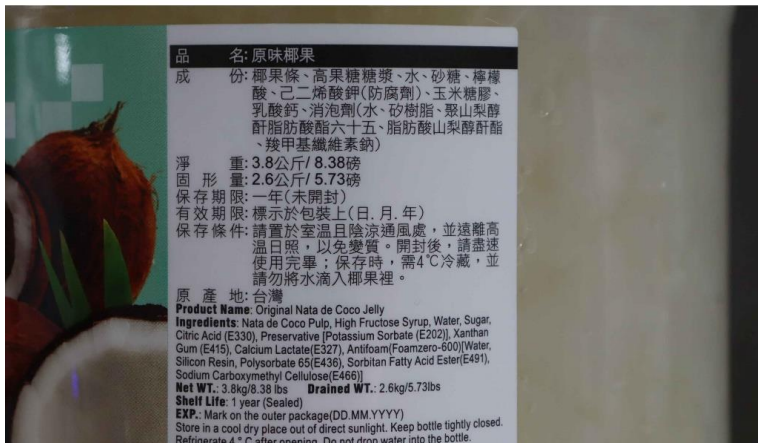 品 名: 原味椰果
成 份: 椰果條、高果糖糖漿、水、砂糖、檸檬
酸、己二烯酸鉀(防腐劑)、玉米糖膠、
乳酸鈣、消泡劑(水、矽樹脂、聚山梨醇
酐脂肪酸酯六十五、脂肪酸山梨醇酐酯
、羧甲基纖維素鈉)
淨 重: 3.8公斤/ 8.38磅
固 形 量: 2.6公斤/ 5.73磅
保存期限: 一年(未開封)
有效期限: 標示於包裝上(日. 月. 年)
保存條件: 請置於室溫且陰涼通風處，並遠離高
溫日照，以免變質。開封後，請盡速
使用完畢；保存時，需4℃冷藏，並
請勿將水滴入椰果裡。
原 產 地: 台灣
Product Name: Original Nata de Coco Jelly
Ingredients: Nata de Coco Pulp, High Fructose Syrup, Water, Sugar,
Citric Acid (E330), Preservative [Potassium Sorbate (E202)], Xanthan
Gum (E415), Calcium Lactate(E327), Antifoam(Foamzero-600)[Water,
Silicon Resin, Polysorbate 65(E436), Sorbitan Fatty Acid Ester(E491),
Sodium Carboxymethyl Cellulose(E466)]
Net WT.: 3.8kg/8.38 lbs Drained WT.: 2.6kg/5.73lbs
Shelf Life: 1 year (Sealed)
EXP.: Mark on the outer package(DD.MM.YYYY)
Store in a cool dry place out of direct sunlight. Keep bottle tightly closed.
Refrigerate 4 ° C after opening. Do not drop water into the bottle.